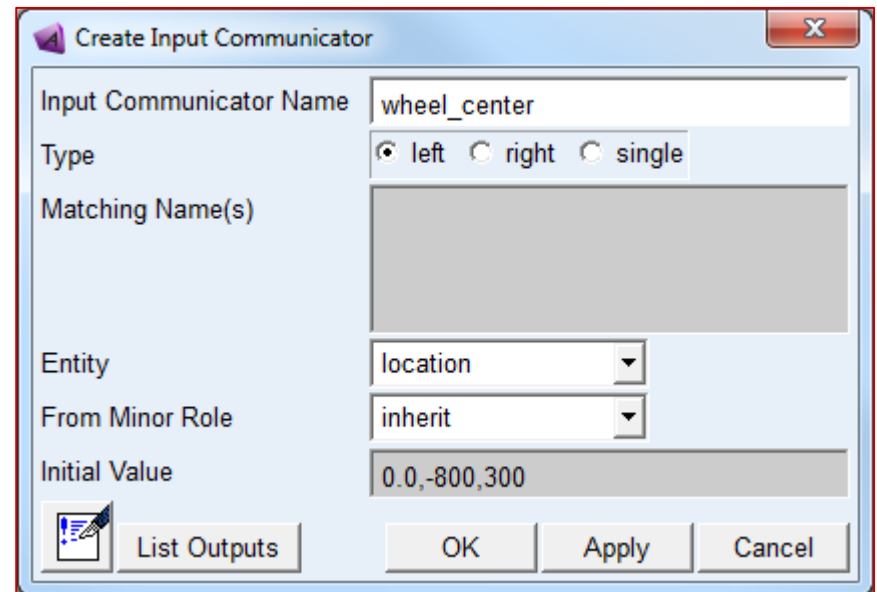 Create Input Communicator
Input Communicator Name wheel_center
Type left right single
Matching Name(s)
Entity location
From Minor Role inherit
Initial Value 0.0,-800,300
List Outputs OK Apply Cancel